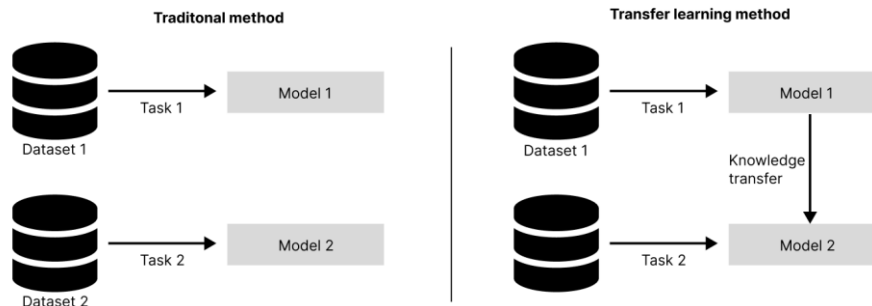 Traditonal method
Task 1
Model 1
Dataset 1
Task 2
Model 2
Dataset 2
Transfer learning method
Task 1
Model 1
Dataset 1
Knowledge
transfer
Task 2
Model 2